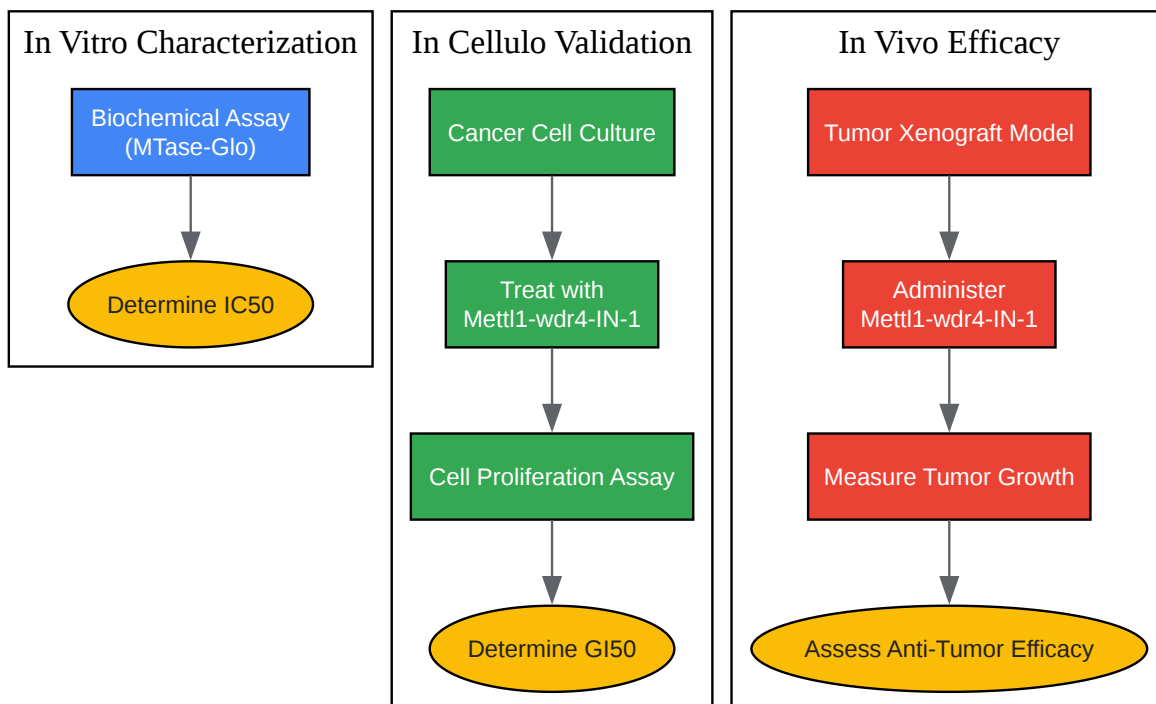 In Vitro Characterization
Biochemical Assay
(MTase-Glo)
Determine IC50
In Cellulo Validation
Cancer Cell Culture
Treat with
Mettl1-wdr4-IN-1
Cell Proliferation Assay
Determine GI50
In Vivo Efficacy
Tumor Xenograft Model
Administer
Mettl1-wdr4-IN-1
Measure Tumor Growth
Assess Anti-Tumor Efficacy